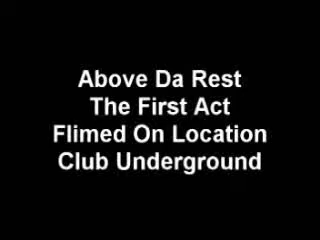 Above Da Rest
The First Act
Flimed On Location
Club Underground